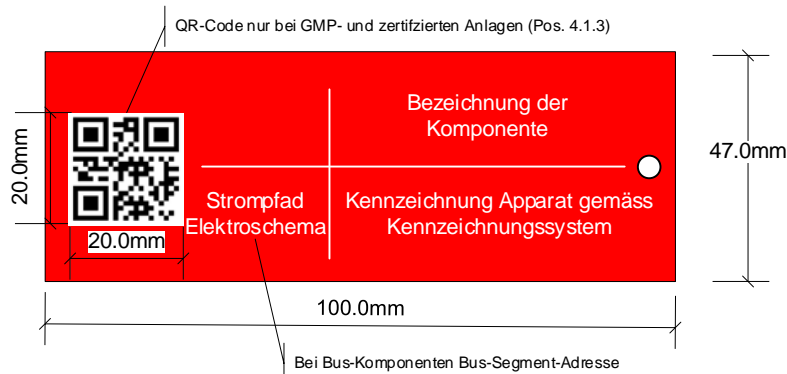 QR-Code nur bei GMP- und zertifzierten Anlagen (Pos. 4.1.3)
Bezeichnung der
Komponente
20.0mm
47.0mm
Strompfad
Elektroschema
Kennzeichnung Apparat gemäss
Kennzeichnungssystem
20.0mm
100.0mm
Bei Bus-Komponenten Bus-Segment-Adresse